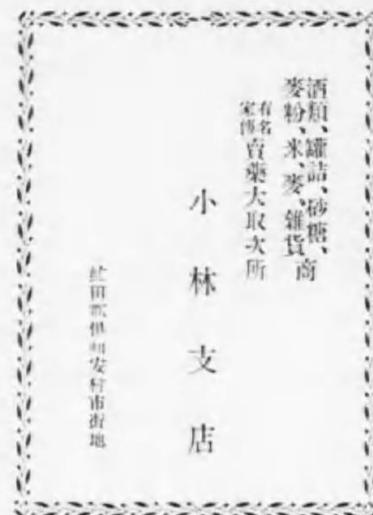 酒類、罐詰、砂糖、
麥粉、米、麥、雜貨商
有名
家傳
賣藥大取次所
小林支店
虻田郡倶知安村市街地